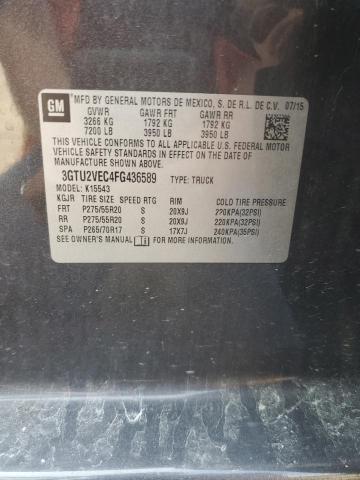 GM
MFD BY GENERAL MOTORS DE MEXICO, S. DE R.L. DE C.V. 07/15
GVWR GAWR FRT GAWR RR
3266 KG 1792 KG 1792 KG
7200 LB 3950 LB 3950 LB
THIS VEHICLE CONFORMS TO ALL APPLICABLE U.S. FEDERAL MOTOR
VEHICLE SAFETY, BUMPER, AND THEFT PREVENTION STANDARDS IN
EFFECT ON THE DATE OF MANUFACTURE SHOWN ABOVE.
3GTU2VEC4FG436589 TYPE: TRUCK
MODEL: K15543
KGJR TIRE SIZE SPEED RTG RIM COLD TIRE PRESSURE
FRT P275/55R20 S 20X9J 220KPA(32PSI)
RR P275/55R20 S 20X9J 220KPA(32PSI)
SPA P265/70R17 S 17X7J 240KPA(35PSI)
SEE OWNER'S MANUAL FOR MORE INFORMATION